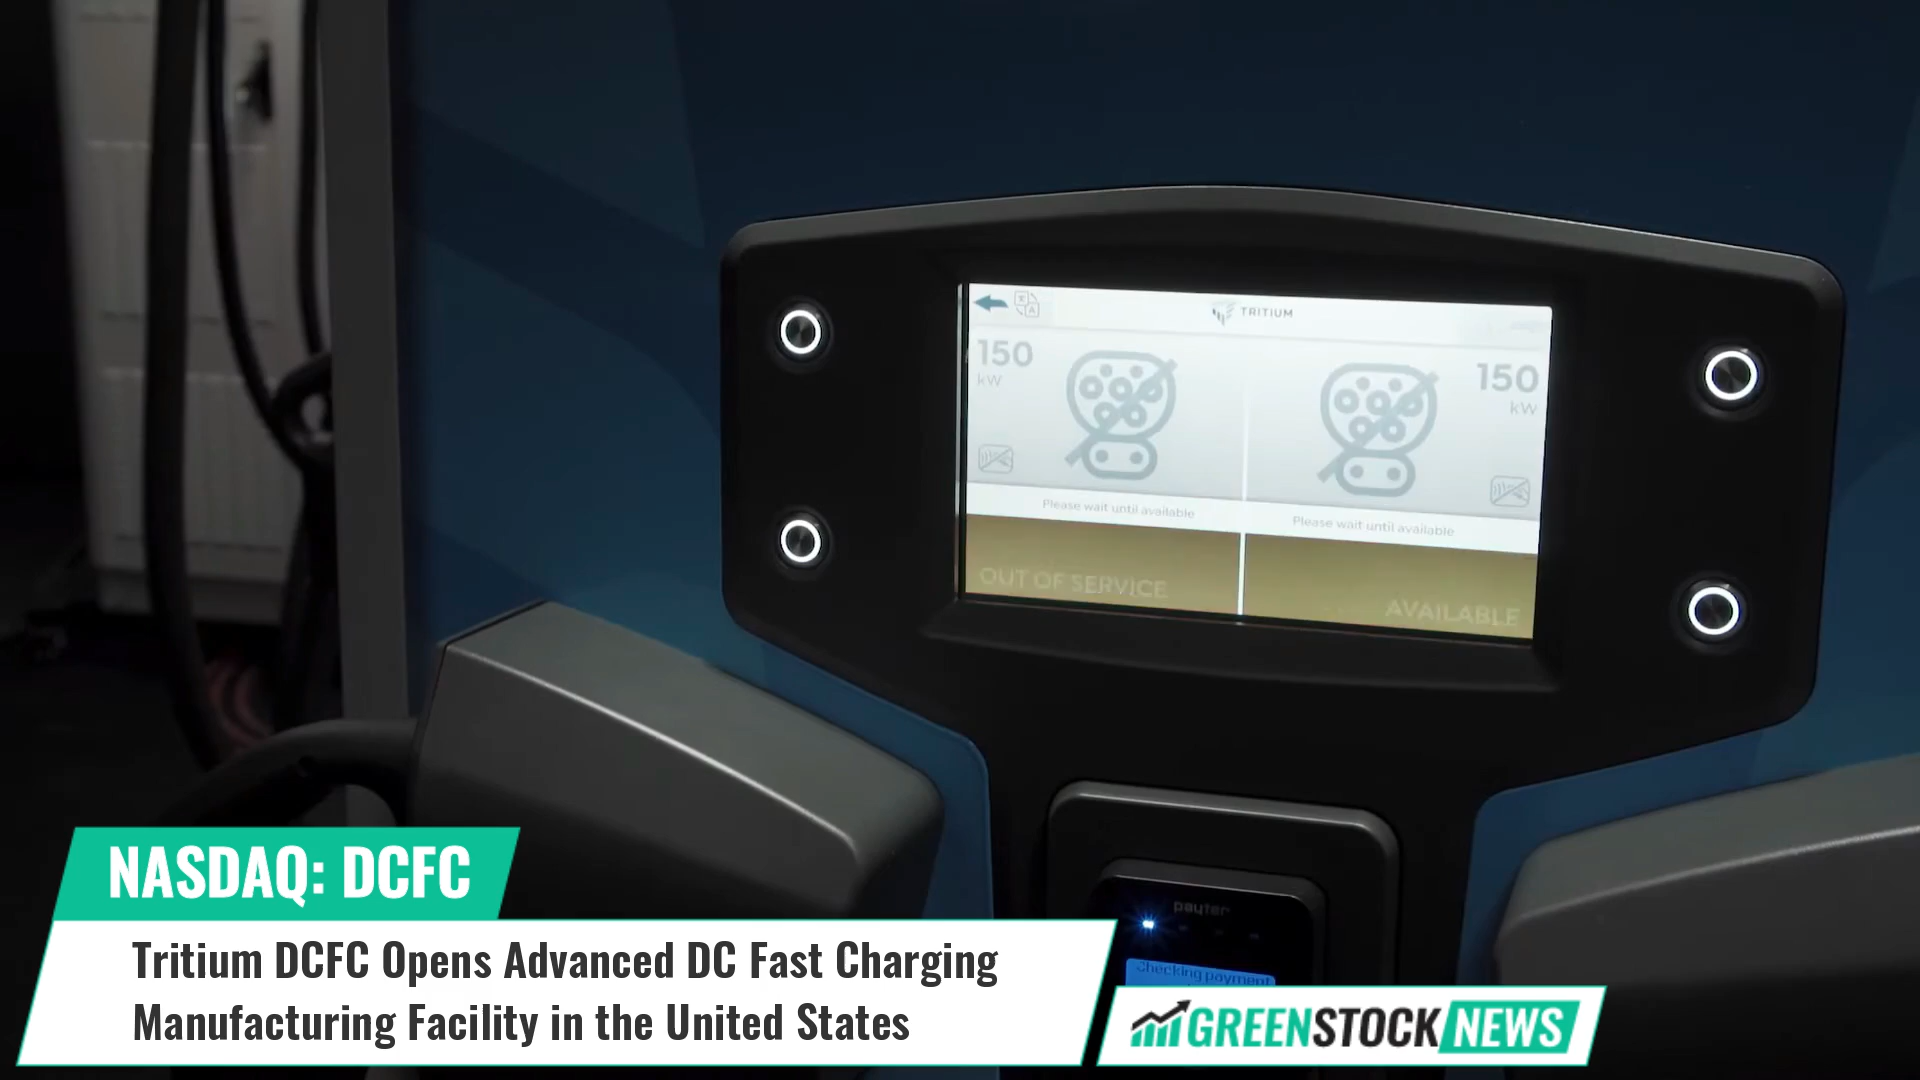 TRITIUM
150
kW
150
kW
Please wait until available
Please wait until available
OUT OF SERVICE
AVAILABLE
payter
Checking payment
NASDAQ: DCFC
Tritium DCFC Opens Advanced DC Fast Charging
Manufacturing Facility in the United States
GREENSTOCK NEWS